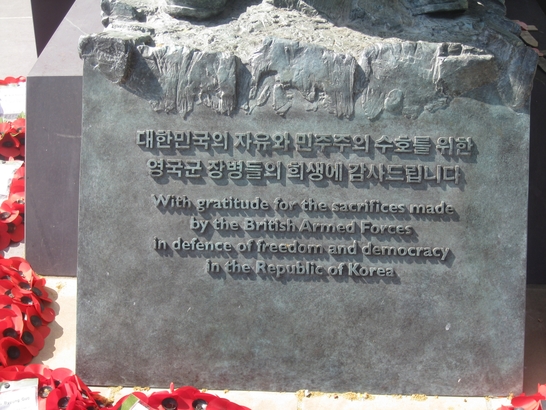 대한민국의 자유와 민주주의 수호를 위한
영국군 장병들의 희생에 감사드립니다
With gratitude for the sacrifices made
by the British Armed Forces
in defence of freedom and democracy
in the Republic of Korea